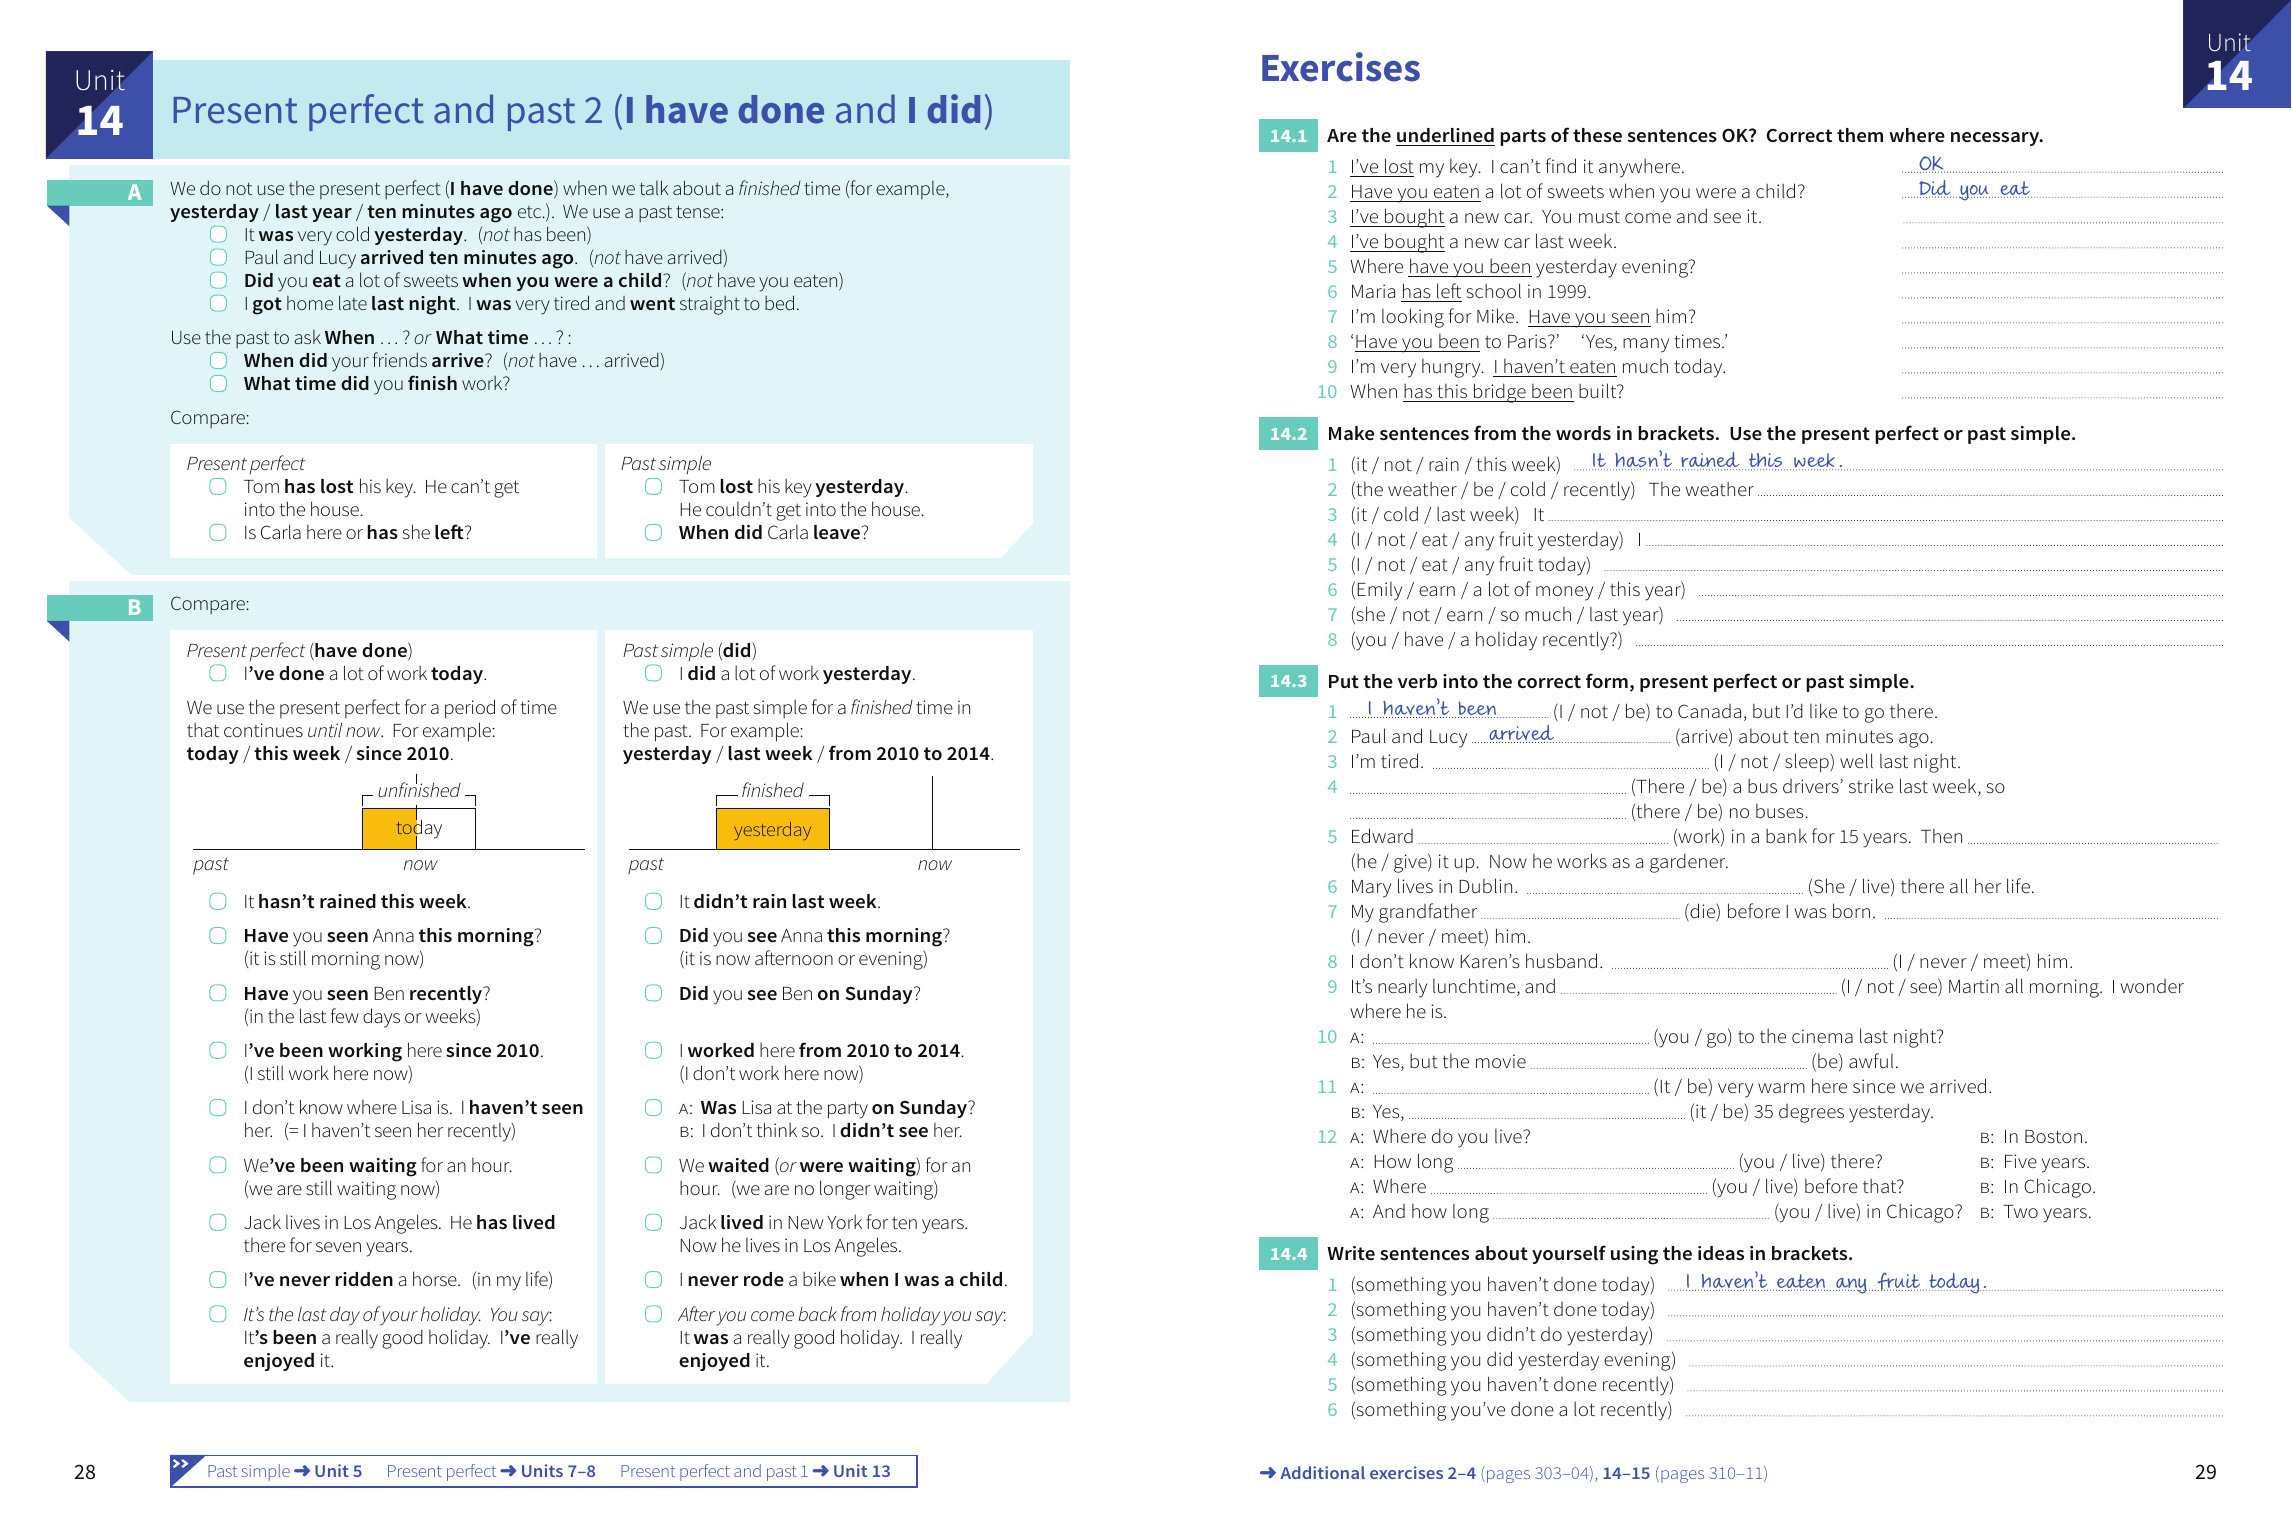 Unit
14
Present perfect and past 2 (I have done and I did)
A
We do not use the present perfect (I have done) when we talk about a finished time (for example,
yesterday / last year / ten minutes ago etc.). We use a past tense:
It was very cold yesterday. (not has been)
Paul and Lucy arrived ten minutes ago. (not have arrived)
Did you eat a lot of sweets when you were a child? (not have you eaten)
I got home late last night. I was very tired and went straight to bed.
Use the past to ask When … ? or What time … ? :
When did your friends arrive? (not have … arrived)
What time did you finish work?
Compare:
Present perfect
Tom has lost his key. He can't get
into the house.
Is Carla here or has she left?
Past simple
Tom lost his key yesterday.
He couldn't get into the house.
When did Carla leave?
B
Compare:
Present perfect (have done)
I've done a lot of work today.
We use the present perfect for a period of time
that continues until now. For example:
today / this week / since 2010.
unfinished
today
past now
It hasn't rained this week.
Have you seen Anna this morning?
(it is still morning now)
Have you seen Ben recently?
(in the last few days or weeks)
I've been working here since 2010.
(I still work here now)
I don't know where Lisa is. I haven't seen
her. (= I haven't seen her recently)
We've been waiting for an hour.
(we are still waiting now)
Jack lives in Los Angeles. He has lived
there for seven years.
I've never ridden a horse. (in my life)
It's the last day of your holiday. You say:
It's been a really good holiday. I've really
enjoyed it.
Past simple (did)
I did a lot of work yesterday.
We use the past simple for a finished time in
the past. For example:
yesterday / last week / from 2010 to 2014.
finished
yesterday
past now
It didn't rain last week.
Did you see Anna this morning?
(it is now afternoon or evening)
Did you see Ben on Sunday?
I worked here from 2010 to 2014.
(I don't work here now)
A: Was Lisa at the party on Sunday?
B: I don't think so. I didn't see her.
We waited (or were waiting) for an
hour. (we are no longer waiting)
Jack lived in New York for ten years.
Now he lives in Los Angeles.
I never rode a bike when I was a child.
After you come back from holiday you say:
It was a really good holiday. I really
enjoyed it.
28
>> Past simple ➜ Unit 5 Present perfect ➜ Units 7–8 Present perfect and past 1 ➜ Unit 13
Unit
14
Exercises
14.1 Are the underlined parts of these sentences OK? Correct them where necessary.
1 I've lost my key. I can't find it anywhere. OK
2 Have you eaten a lot of sweets when you were a child? Did you eat
3 I've bought a new car. You must come and see it.
4 I've bought a new car last week.
5 Where have you been yesterday evening?
6 Maria has left school in 1999.
7 I'm looking for Mike. Have you seen him?
8 'Have you been to Paris?' 'Yes, many times.'
9 I'm very hungry. I haven't eaten much today.
10 When has this bridge been built?
14.2 Make sentences from the words in brackets. Use the present perfect or past simple.
1 (it / not / rain / this week) It hasn't rained this week.
2 (the weather / be / cold / recently) The weather
3 (it / cold / last week) It
4 (I / not / eat / any fruit yesterday) I
5 (I / not / eat / any fruit today)
6 (Emily / earn / a lot of money / this year)
7 (she / not / earn / so much / last year)
8 (you / have / a holiday recently?)
14.3 Put the verb into the correct form, present perfect or past simple.
1 I haven't been (I / not / be) to Canada, but I'd like to go there.
2 Paul and Lucy arrived (arrive) about ten minutes ago.
3 I'm tired. (I / not / sleep) well last night.
4 (There / be) a bus drivers' strike last week, so
(there / be) no buses.
5 Edward (work) in a bank for 15 years. Then
(he / give) it up. Now he works as a gardener.
6 Mary lives in Dublin. (She / live) there all her life.
7 My grandfather (die) before I was born.
(I / never / meet) him.
8 I don't know Karen's husband. (I / never / meet) him.
9 It's nearly lunchtime, and (I / not / see) Martin all morning. I wonder
where he is.
10 A: (you / go) to the cinema last night?
B: Yes, but the movie (be) awful.
11 A: (It / be) very warm here since we arrived.
B: Yes, (it / be) 35 degrees yesterday.
12 A: Where do you live? B: In Boston.
A: How long (you / live) there? B: Five years.
A: Where (you / live) before that? B: In Chicago.
A: And how long (you / live) in Chicago? B: Two years.
14.4 Write sentences about yourself using the ideas in brackets.
1 (something you haven't done today) I haven't eaten any fruit today.
2 (something you haven't done today)
3 (something you didn't do yesterday)
4 (something you did yesterday evening)
5 (something you haven't done recently)
6 (something you've done a lot recently)
➜ Additional exercises 2–4 (pages 303–04), 14–15 (pages 310–11)
29